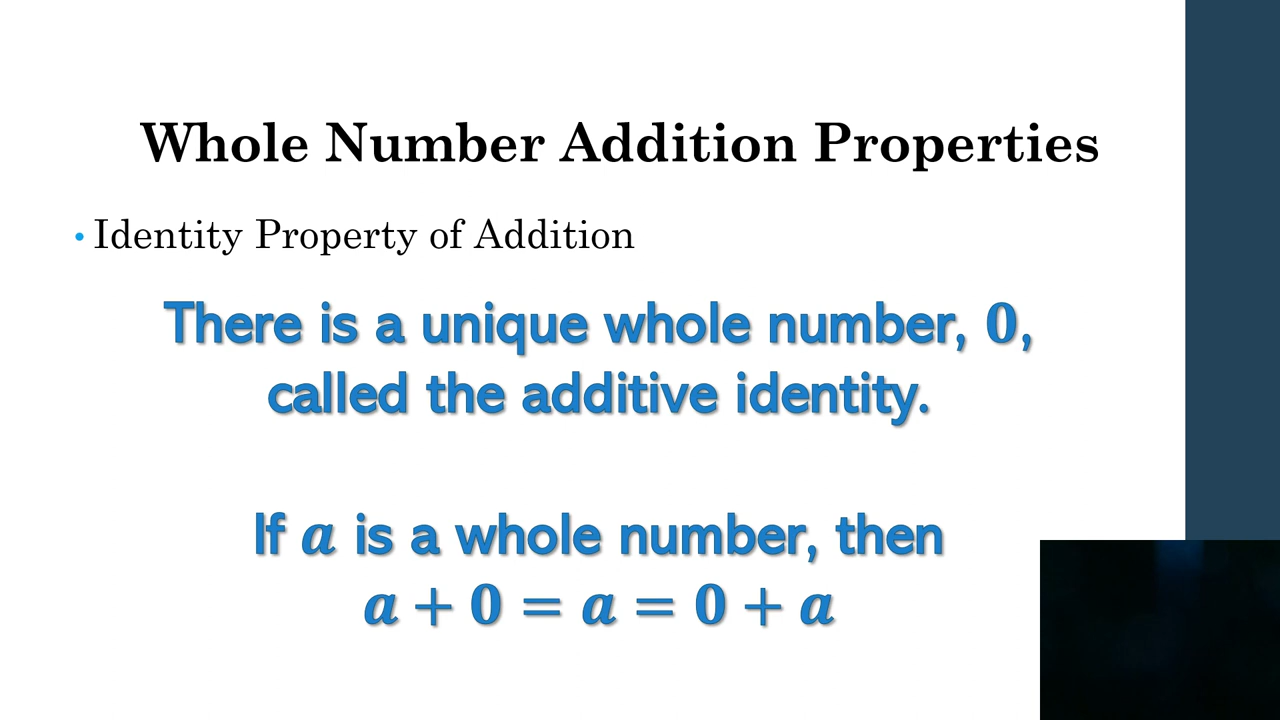 Whole Number Addition Properties
• Identity Property of Addition
There is a unique whole number, 0,
called the additive identity.
If a is a whole number, then
a + 0 = a = 0 + a